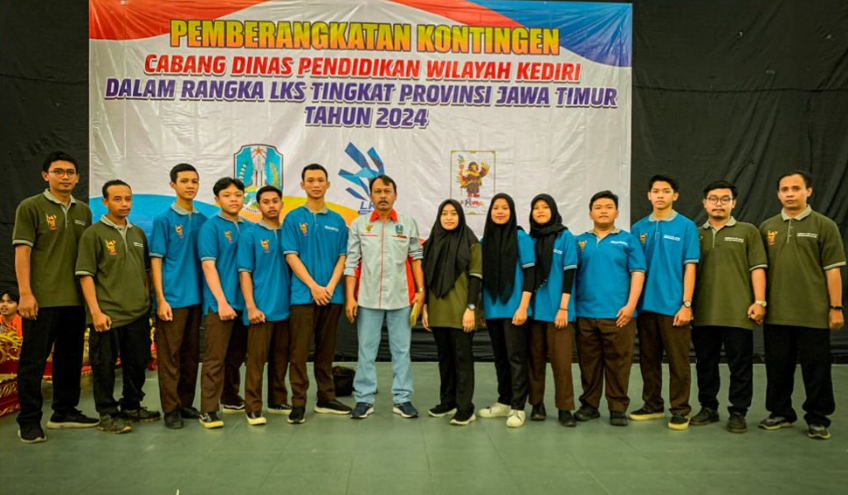 PEMBERANGKATAN KONTINGEN
CABANG DINAS PENDIDIKAN WILAYAH KEDIRI
DALAM RANGKA LKS TINGKAT PROVINSI JAWA TIMUR
TAHUN 2024